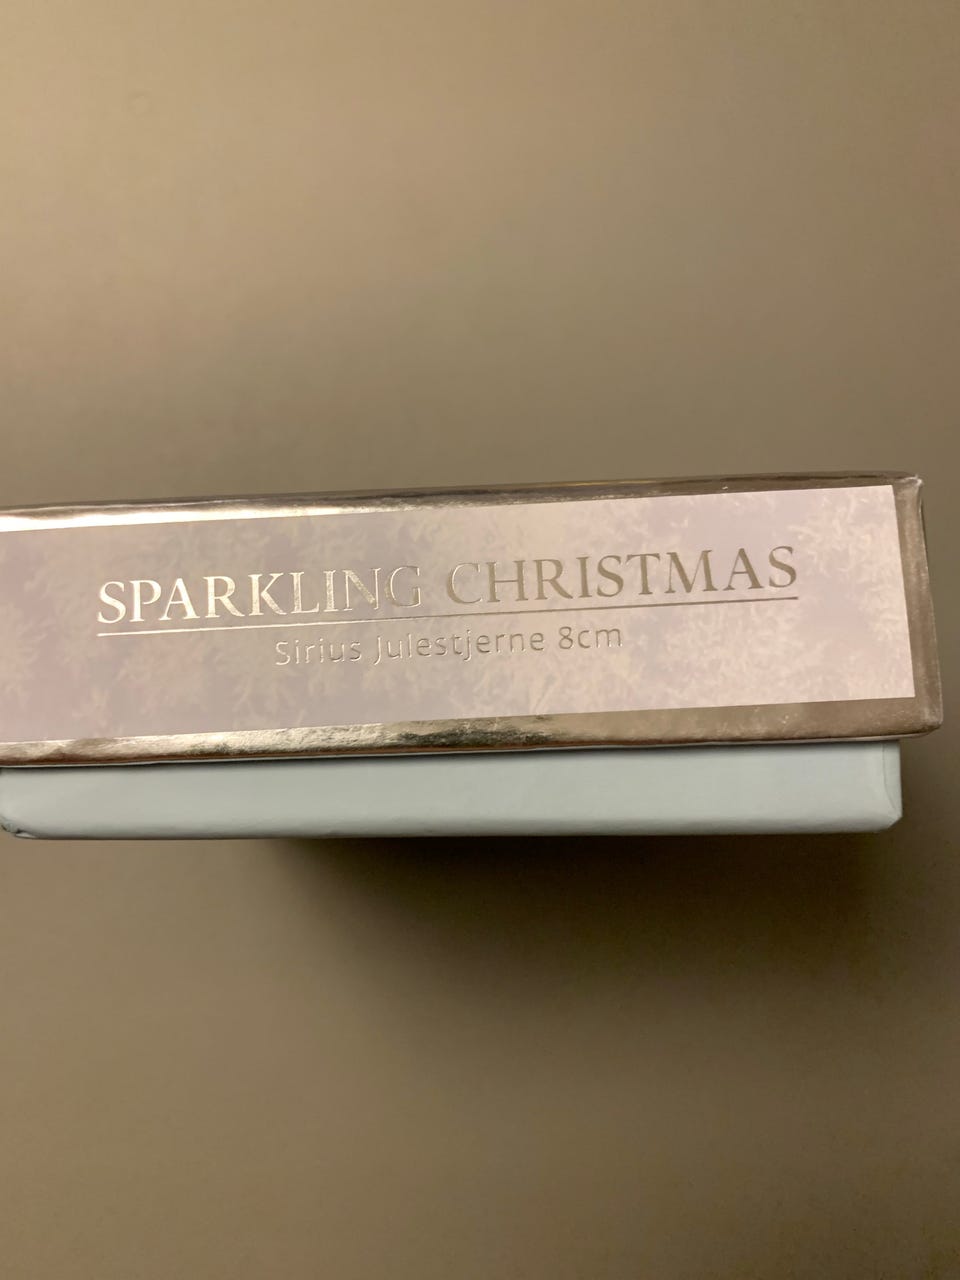 SPARKLING CHRISTMAS
Sirius Julestjerne 8cm